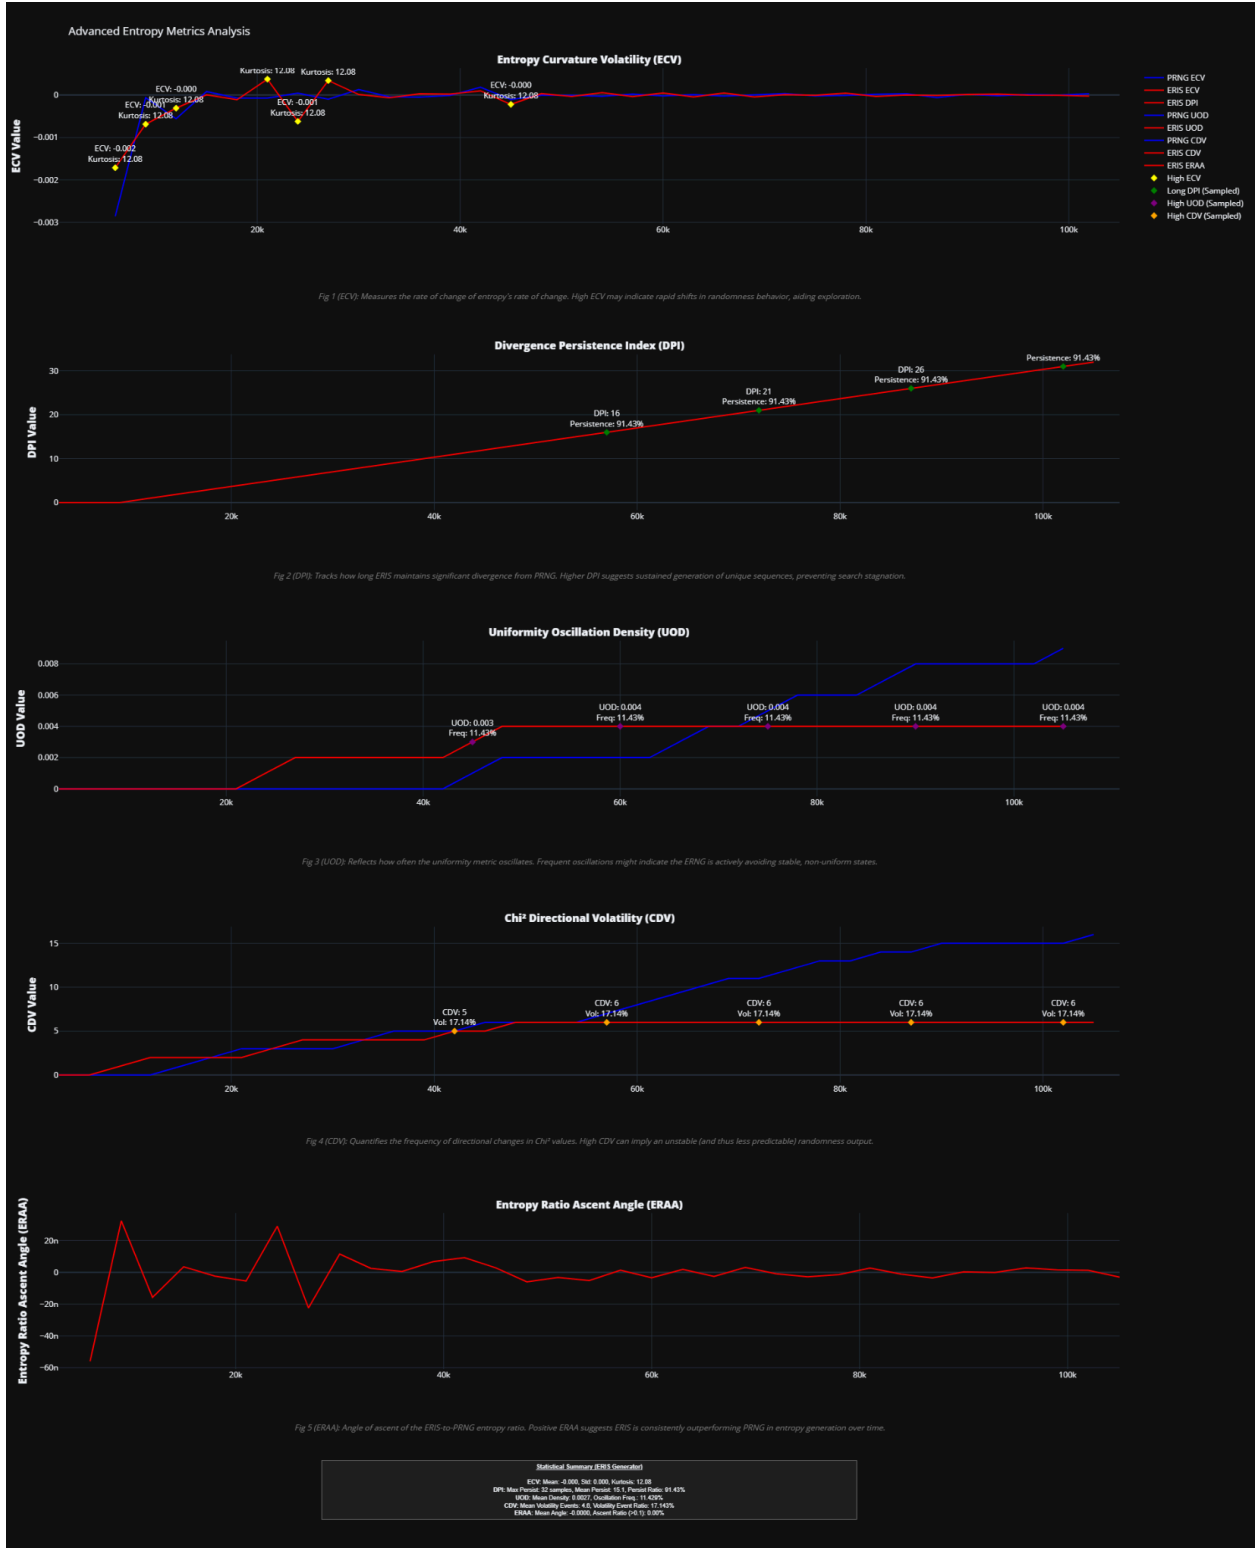 Advanced Entropy Metrics Analysis
Entropy Curvature Volatility (ECV)
ECV Value
0
−0.001
−0.002
−0.003
20k
40k
60k
80k
100k
ECV: -0.002
Kurtosis: 12.08
ECV: -0.001
Kurtosis: 12.08
ECV: -0.000
Kurtosis: 12.08
Kurtosis: 12.08
ECV: -0.001
Kurtosis: 12.08
Kurtosis: 12.08
ECV: -0.000
Kurtosis: 12.08
PRNG ECV
ERIS ECV
ERIS DPI
PRNG UOD
ERIS UOD
PRNG CDV
ERIS CDV
ERIS ERAA
High ECV
Long DPI (Sampled)
High UOD (Sampled)
High CDV (Sampled)
Fig 1 (ECV): Measures the rate of change of entropy's rate of change. High ECV may indicate rapid shifts in randomness behavior, aiding exploration.
Divergence Persistence Index (DPI)
DPI Value
30
20
10
0
20k
40k
60k
80k
100k
DPI: 16
Persistence: 91.43%
DPI: 21
Persistence: 91.43%
DPI: 26
Persistence: 91.43%
Persistence: 91.43%
Fig 2 (DPI): Tracks how long ERIS maintains significant divergence from PRNG. Higher DPI suggests sustained generation of unique sequences, preventing search stagnation.
Uniformity Oscillation Density (UOD)
UOD Value
0.008
0.006
0.004
0.002
0
20k
40k
60k
80k
100k
UOD: 0.003
Freq: 11.43%
UOD: 0.004
Freq: 11.43%
UOD: 0.004
Freq: 11.43%
UOD: 0.004
Freq: 11.43%
UOD: 0.004
Freq: 11.43%
Fig 3 (UOD): Reflects how often the uniformity metric oscillates. Frequent oscillations might indicate the ERNG is actively avoiding stable, non-uniform states.
Chi² Directional Volatility (CDV)
CDV Value
15
10
5
0
20k
40k
60k
80k
100k
CDV: 5
Vol: 17.14%
CDV: 6
Vol: 17.14%
CDV: 6
Vol: 17.14%
CDV: 6
Vol: 17.14%
CDV: 6
Vol: 17.14%
Fig 4 (CDV): Quantifies the frequency of directional changes in Chi² values. High CDV can imply an unstable (and thus less predictable) randomness output.
Entropy Ratio Ascent Angle (ERAA)
Entropy Ratio Ascent Angle (ERAA)
20n
0
−20n
−40n
−60n
20k
40k
60k
80k
100k
Fig 5 (ERAA): Angle of ascent of the ERIS-to-PRNG entropy ratio. Positive ERAA suggests ERIS is consistently outperforming PRNG in entropy generation over time.
Statistical Summary (ERIS Generator)
ECV: Mean: -0.000, Std: 0.000, Kurtosis: 12.08
DPI: Max Persist: 32 samples, Mean Persist: 15.1, Persist Ratio: 91.43%
UOD: Mean Density: 0.0027, Oscillation Freq.: 11.429%
CDV: Mean Volatility Events: 4.6, Volatility Event Ratio: 17.143%
ERAA: Mean Angle: -0.0000, Ascent Ratio (>0.1): 0.00%